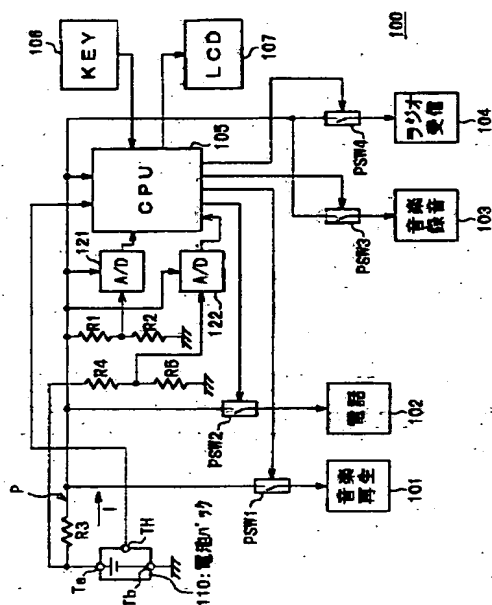 106
KEY
LCD
107
100
105
CPU
121
A/D
A/D
122
R1
R2
R4
R5
P
R3
I
Ta
TH
Tb
110:電池パック
PSW1
PSW2
PSW3
PSW4
音楽
再生
101
電話
102
音楽
録音
103
ラジオ
受信
104